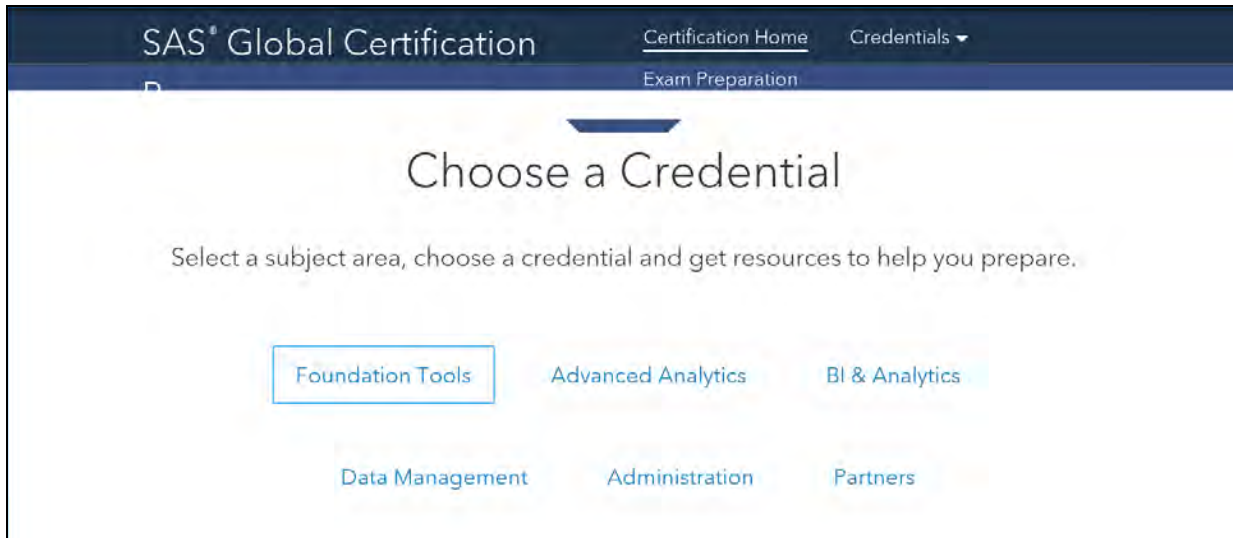 SAS® Global Certification
Certification Home Credentials
Exam Preparation
Choose a Credential
Select a subject area, choose a credential and get resources to help you prepare.
Foundation Tools Advanced Analytics BI & Analytics
Data Management Administration Partners